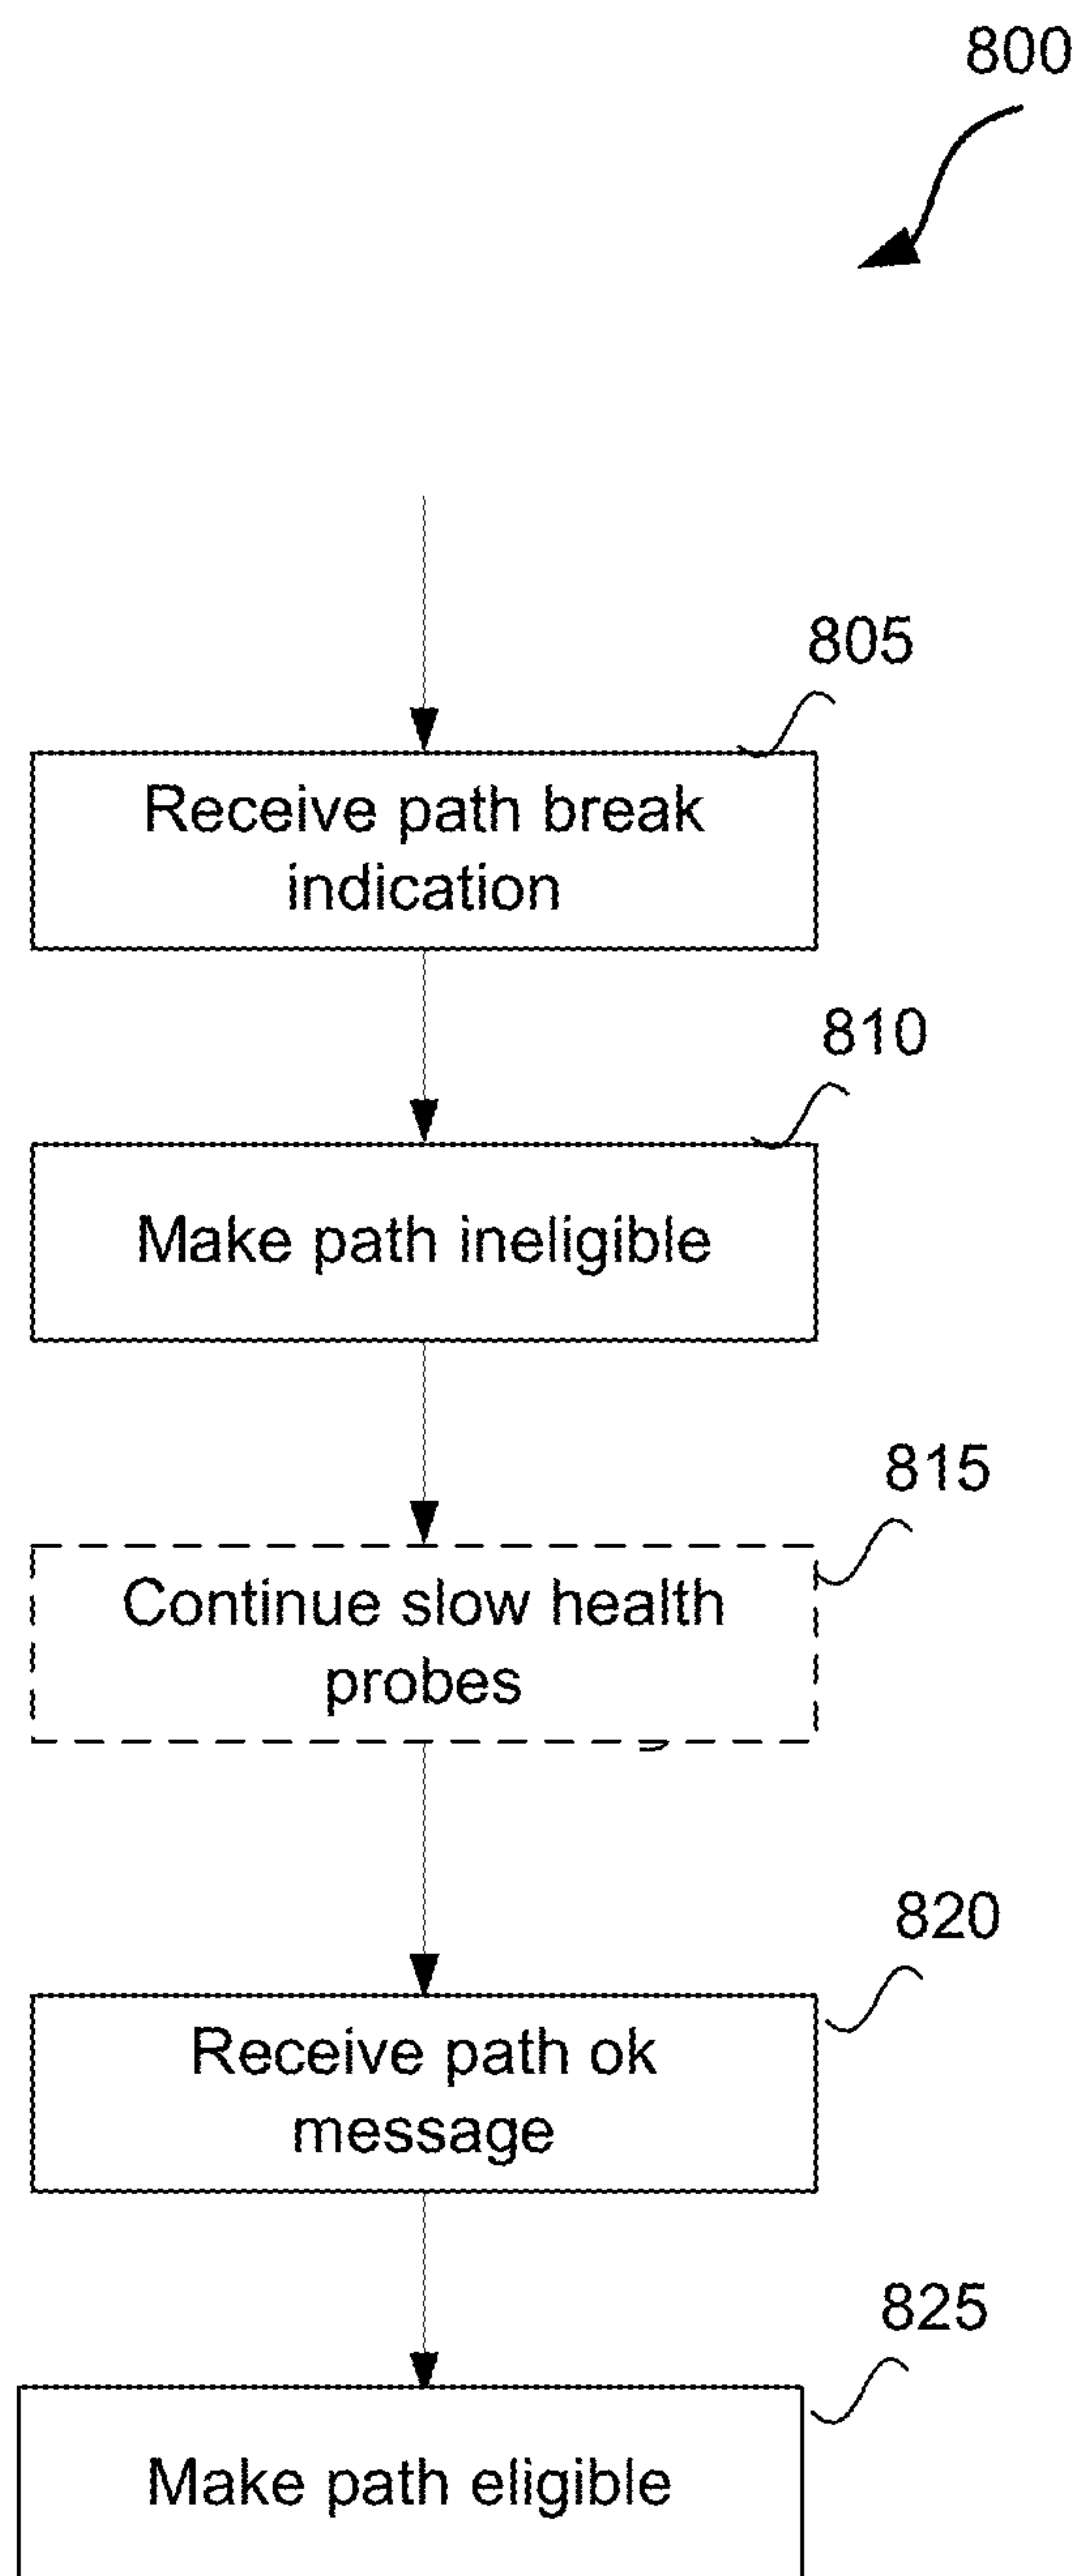 800
805
Receive path break
indication
810
Make path ineligible
815
Continue slow health
probes
820
Receive path ok
message
825
Make path eligible